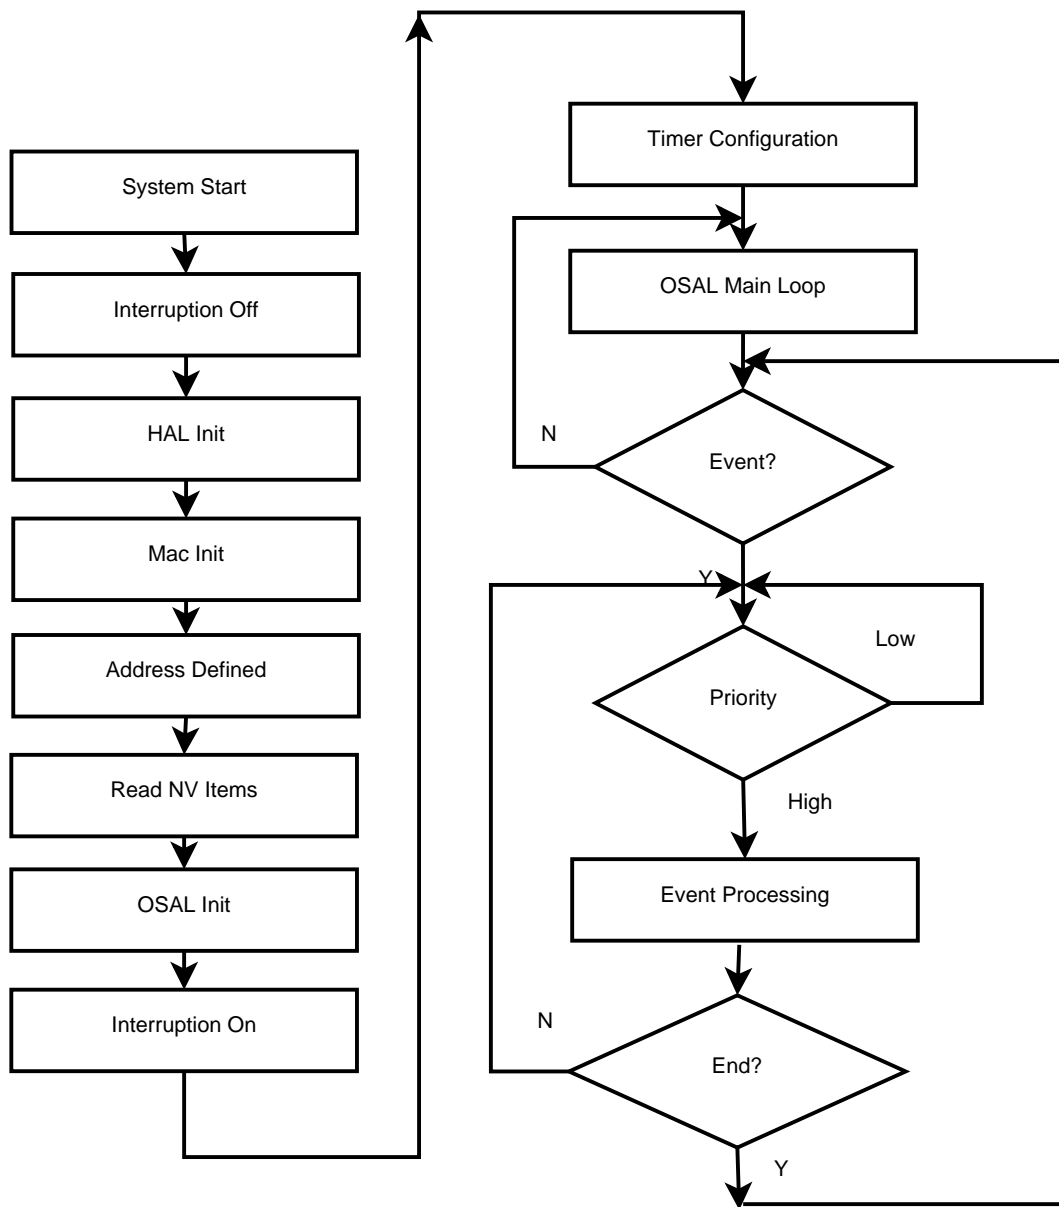 System Start
Interruption Off
HAL Init
Mac Init
Address Defined
Read NV Items
OSAL Init
Interruption On
Timer Configuration
OSAL Main Loop
N
Event?
Y
Low
Priority
High
Event Processing
N
End?
Y